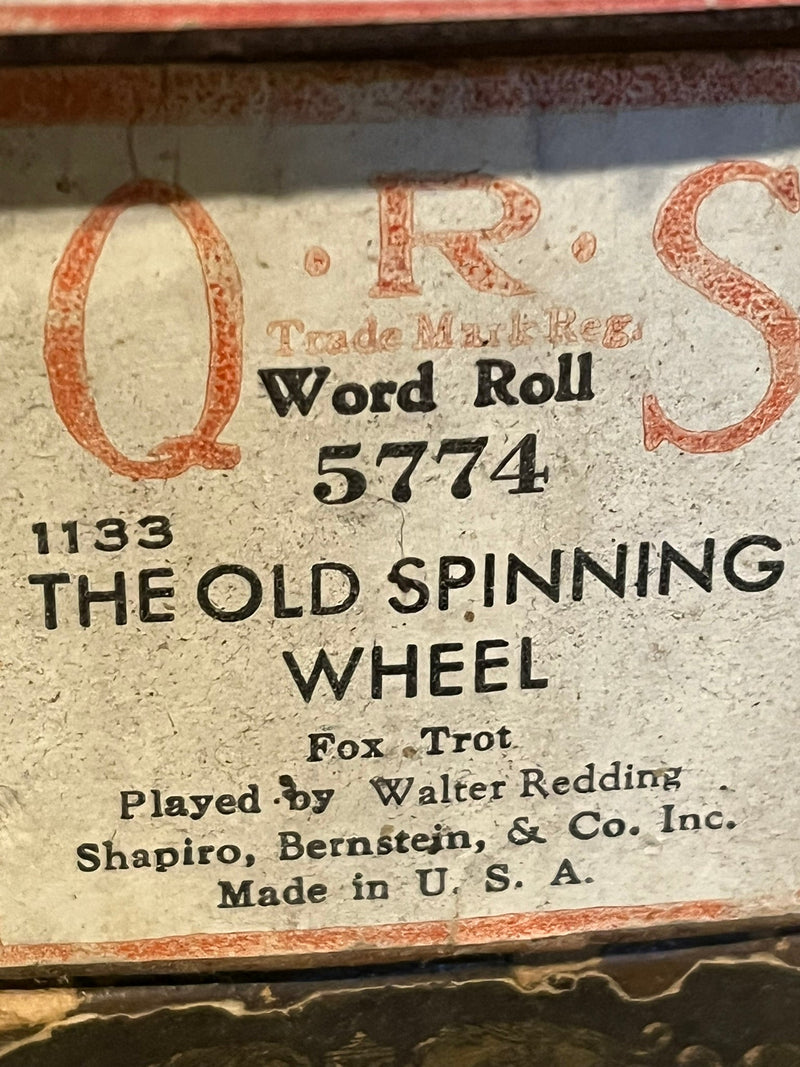 Q · R · S
Trade Mark Reg.
Word Roll
5774
1133
THE OLD SPINNING
WHEEL
Fox Trot
Played by Walter Redding
Shapiro, Bernstein, & Co. Inc.
Made in U. S. A.